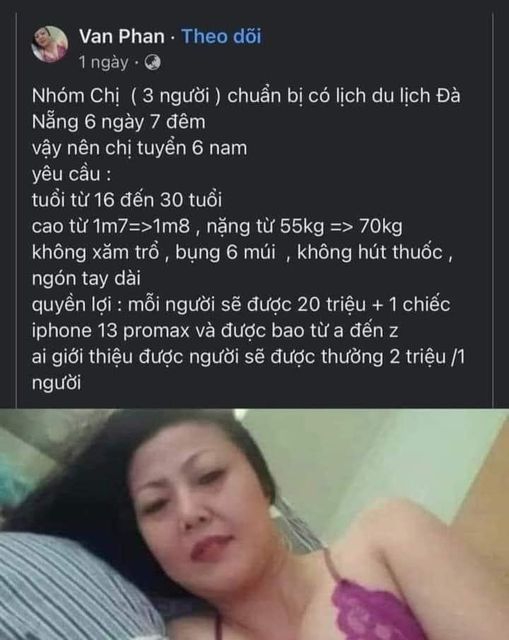 Van Phan · Theo dõi
1 ngày ·
Nhóm Chị ( 3 người ) chuẩn bị có lịch du lịch Đà
Nẵng 6 ngày 7 đêm
vậy nên chị tuyển 6 nam
yêu cầu :
tuổi từ 16 đến 30 tuổi
cao từ 1m7=>1m8 , nặng từ 55kg => 70kg
không xăm trổ , bụng 6 múi , không hút thuốc ,
ngón tay dài
quyền lợi : mỗi người sẽ được 20 triệu + 1 chiếc
iphone 13 promax và được bao từ a đến z
ai giới thiệu được người sẽ được thưởng 2 triệu /1
người